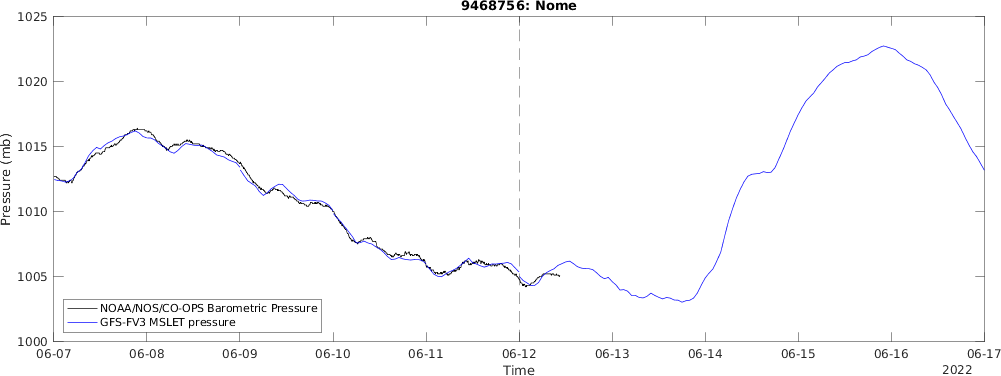 9468756: Nome
Pressure (mb)
1025
1020
1015
1010
1005
1000
NOAA/NOS/CO-OPS Barometric Pressure
GFS-FV3 MSLET pressure
06-07 06-08 06-09 06-10 06-11 06-12 06-13 06-14 06-15 06-16 06-17
Time
2022